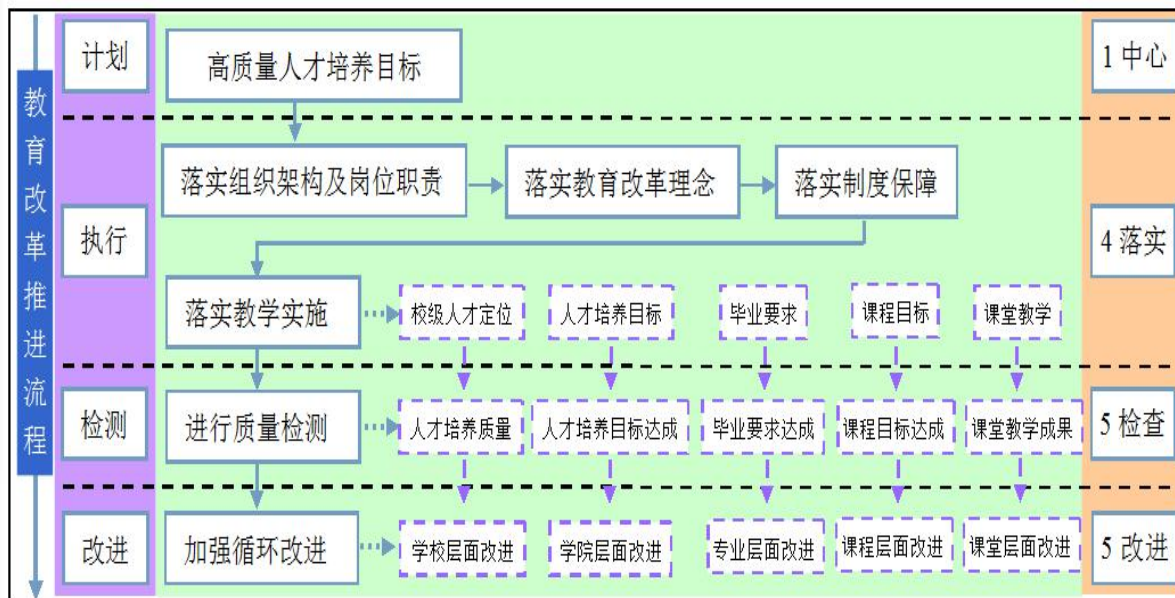 教育改革推进流程
计划
高质量人才培养目标
1 中心
执行
落实组织架构及岗位职责
落实教育改革理念
落实制度保障
4 落实
落实教学实施
校级人才定位
人才培养目标
毕业要求
课程目标
课堂教学
检测
进行质量检测
人才培养质量
人才培养目标达成
毕业要求达成
课程目标达成
课堂教学成果
5 检查
改进
加强循环改进
学校层面改进
学院层面改进
专业层面改进
课程层面改进
课堂层面改进
5 改进